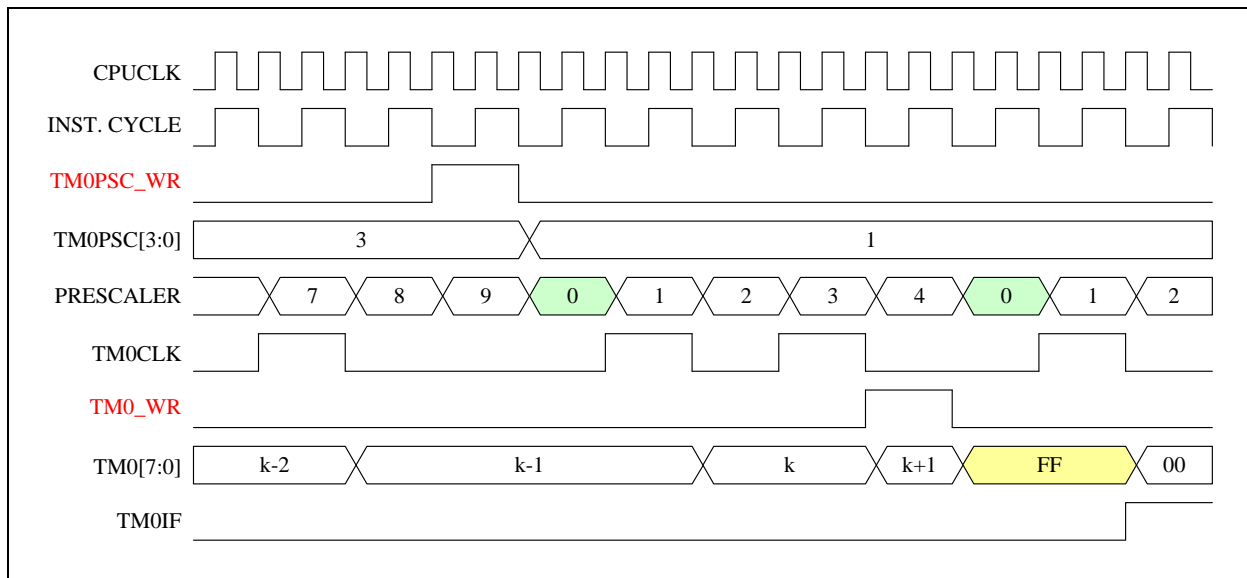 CPUCLK
INST. CYCLE
TM0PSC_WR
TM0PSC[3:0] 3 1
PRESCALER 7 8 9 0 1 2 3 4 0 1 2
TM0CLK
TM0_WR
TM0[7:0] k-2 k-1 k k+1 FF 00
TM0IF